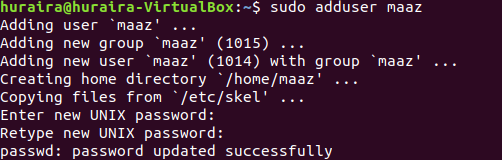 huraira@huraira-VirtualBox:~$ sudo adduser maaz
Adding user `maaz' ...
Adding new group `maaz' (1015) ...
Adding new user `maaz' (1014) with group `maaz' ...
Creating home directory `/home/maaz' ...
Copying files from `/etc/skel' ...
Enter new UNIX password:
Retype new UNIX password:
passwd: password updated successfully